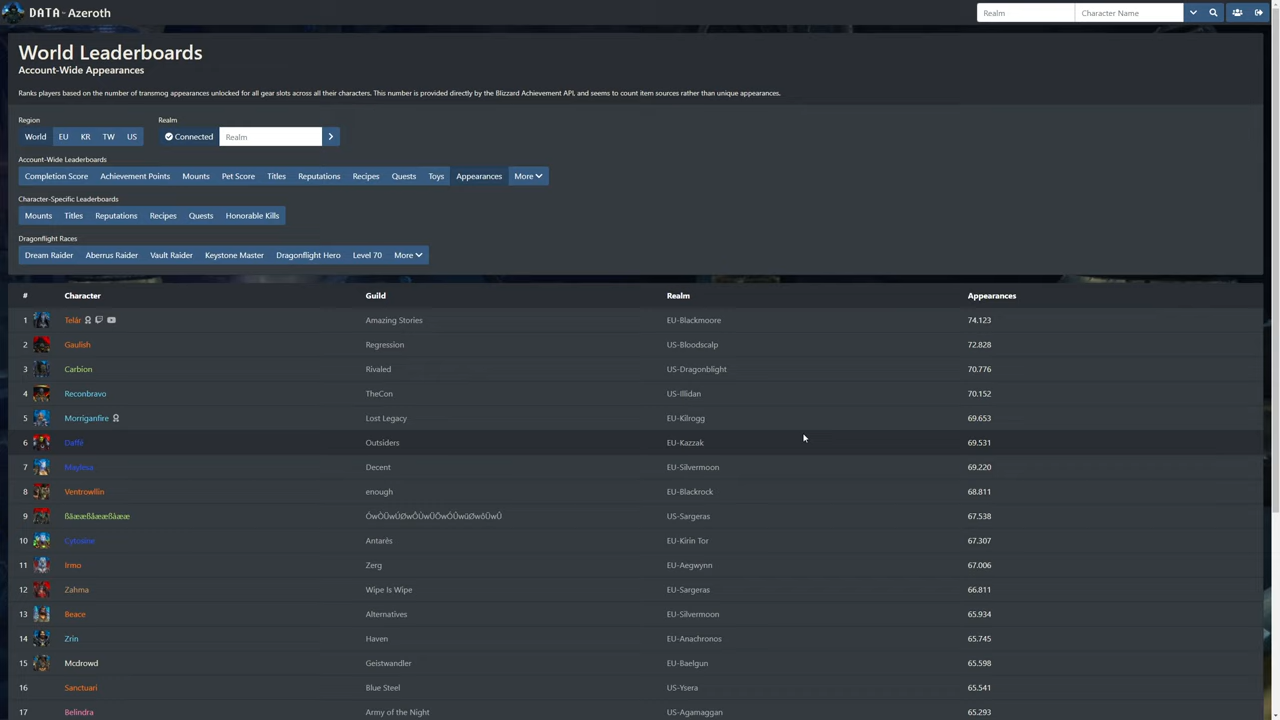 DATA - Azeroth
Realm
Character Name
World Leaderboards
Account-Wide Appearances
Ranks players based on the number of transmog appearances unlocked for all gear slots across all their characters. This number is provided directly by the Blizzard Achievement API, and seems to count item sources rather than unique appearances.
Region Realm
World EU KR TW US Connected Realm
Account-Wide Leaderboards
Completion Score Achievement Points Mounts Pet Score Titles Reputations Recipes Quests Toys Appearances More
Character-Specific Leaderboards
Mounts Titles Reputations Recipes Quests Honorable Kills
Dragonflight Races
Dream Raider Aberrus Raider Vault Raider Keystone Master Dragonflight Hero Level 70 More
# Character Guild Realm Appearances
1 Telár Amazing Stories EU-Blackmoore 74.123
2 Gaulish Regression US-Bloodscalp 72.828
3 Carbion Rivaled US-Dragonblight 70.776
4 Reconbravo TheCon US-Illidan 70.152
5 Morriganfire Lost Legacy EU-Kilrogg 69.653
6 Outsiders EU-Kazzak 69.531
7 Decent EU-Silvermoon 69.220
8 Ventrowllin enough EU-Blackrock 68.811
9 US-Sargeras 67.538
10 Cytosine Antarès EU-Kirin Tor 67.307
11 Irmo Zerg EU-Aegwynn 67.006
12 Zahma Wipe Is Wipe EU-Sargeras 66.811
13 Beace Alternatives EU-Silvermoon 65.934
14 Zrin Haven EU-Anachronos 65.745
15 Mcdrowd Geistwandler EU-Baelgun 65.598
16 Sanctuari Blue Steel US-Ysera 65.541
17 Belindra Army of the Night US-Agamaggan 65.293